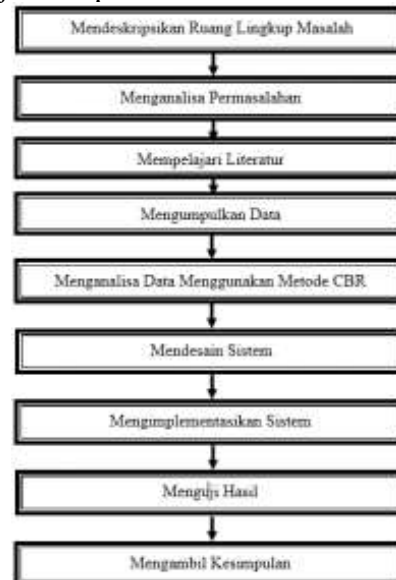 Mendeskripsikan Ruang Lingkup Masalah
Menganalisa Permasalahan
Mempelajari Literatur
Mengumpulkan Data
Menganalisa Data Menggunakan Metode CBR
Mendesain Sistem
Mengimplementasikan Sistem
Menguji Hasil
Mengambil Kesimpulan